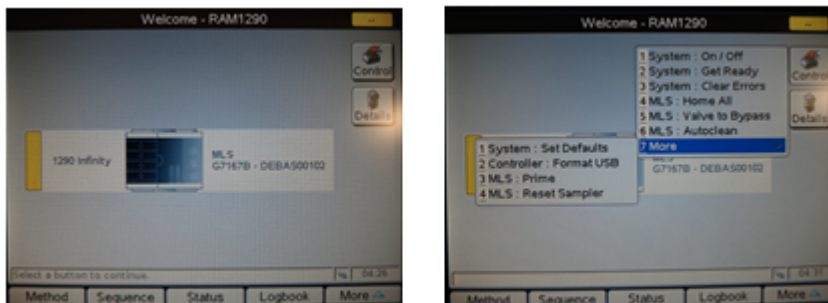 Welcome - RAM1290
Control
Details
1290 Infinity
MLS
G7167B - DEBAS00102
Select a button to continue.
04:26
Method Sequence Status Logbook More
Welcome - RAM1290
1 System : On / Off
2 System : Get Ready
3 System : Clear Errors
4 MLS : Home All
5 MLS : Valve to Bypass
6 MLS : Autoclean
7 More
Control
Details
1 System : Set Defaults
2 Controller : Format USB
3 MLS : Prime
4 MLS : Reset Sampler
MLS
G7167B - DEBAS00102
04:31
Method Sequence Status Logbook More